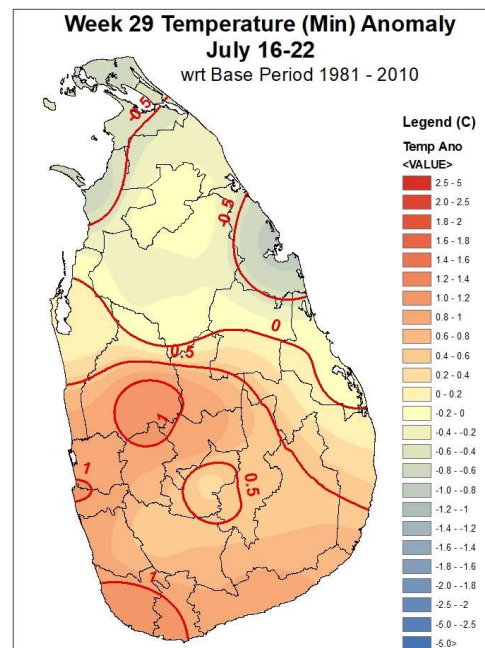 Week 29 Temperature (Min) Anomaly
July 16-22
wrt Base Period 1981 - 2010
Legend (C)
Temp Ano
<VALUE>
2.5 - 5
2.0 - 2.5
1.8 - 2
1.6 - 1.8
1.4 - 1.6
1.2 - 1.4
1.0 - 1.2
0.8 - 1
0.6 - 0.8
0.4 - 0.6
0.2 - 0.4
0 - 0.2
-0.2 - 0
-0.4 - -0.2
-0.6 - -0.4
-0.8 - -0.6
-1.0 - -0.8
-1.2 - -1
-1.4 - -1.2
-1.6 - -1.4
-1.8 - -1.6
-2.0 - -1.8
-2.5 - -2
-5.0 - -2.5
-5.0>
-0.5
-0.5
0
0.5
1
1
0.5
1